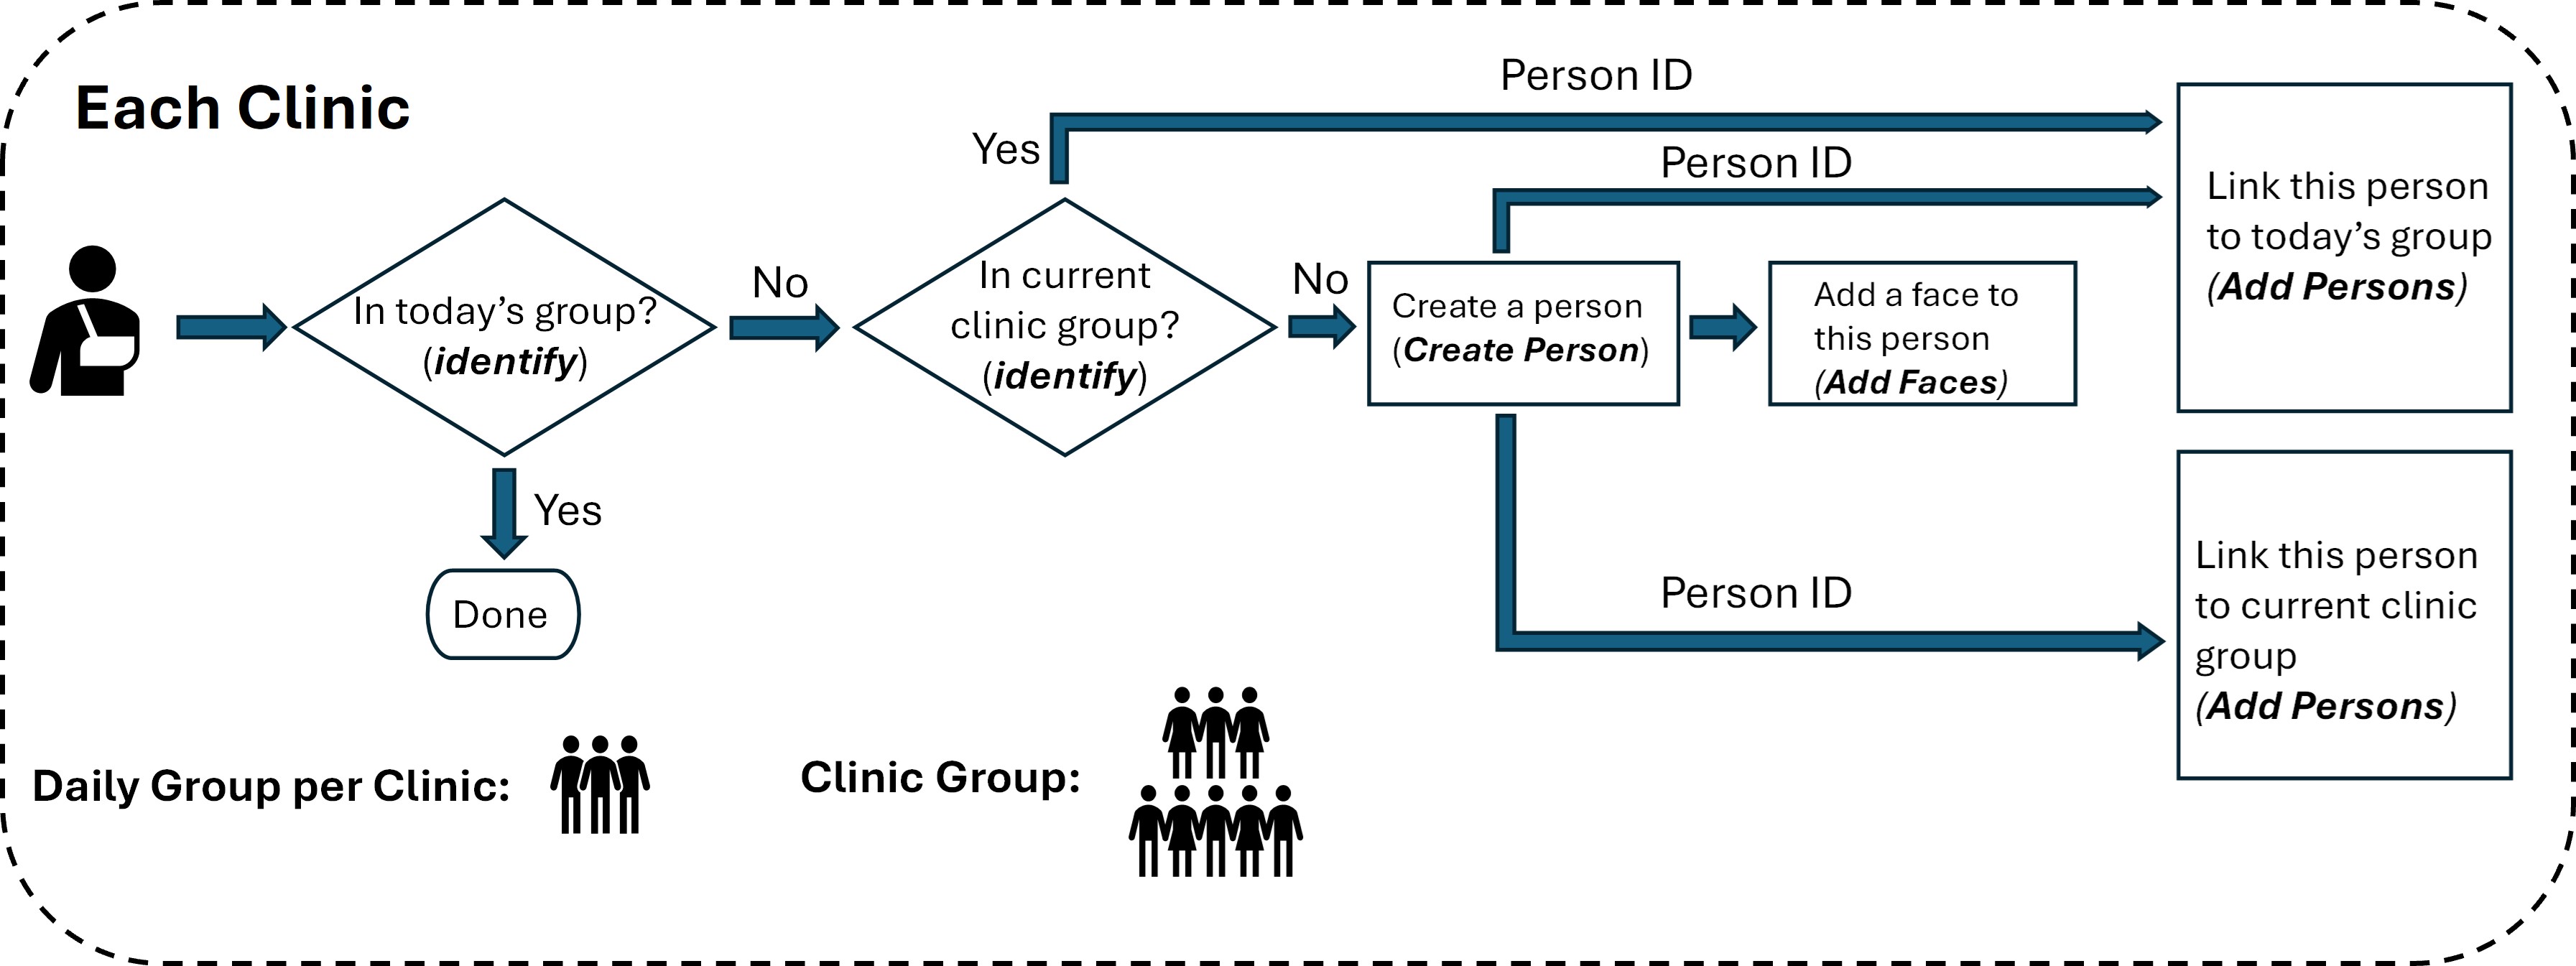 Each Clinic
Person ID
Yes
Person ID
In today’s group?
(identify)
No
In current
clinic group?
(identify)
No
Create a person
(Create Person)
Add a face to
this person
(Add Faces)
Link this person
to today’s group
(Add Persons)
Yes
Done
Person ID
Link this person
to current clinic
group
(Add Persons)
Daily Group per Clinic:
Clinic Group: